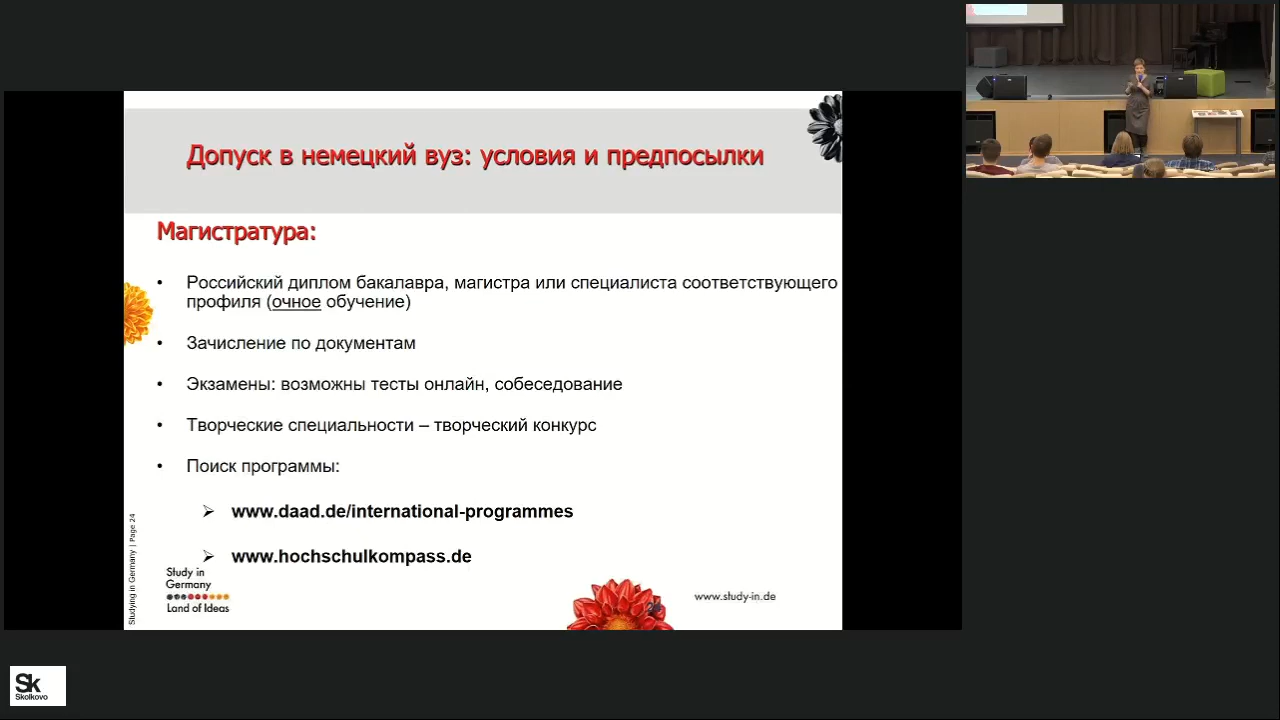 Допуск в немецкий вуз: условия и предпосылки
Магистратура:
• Российский диплом бакалавра, магистра или специалиста соответствующего
профиля (очное обучение)
• Зачисление по документам
• Экзамены: возможны тесты онлайн, собеседование
• Творческие специальности – творческий конкурс
• Поиск программы:
➢ www.daad.de/international-programmes
➢ www.hochschulkompass.de
Studying in Germany | Page 24
Study in
Germany
Land of Ideas
www.study-in.de
Sk
Skolkovo